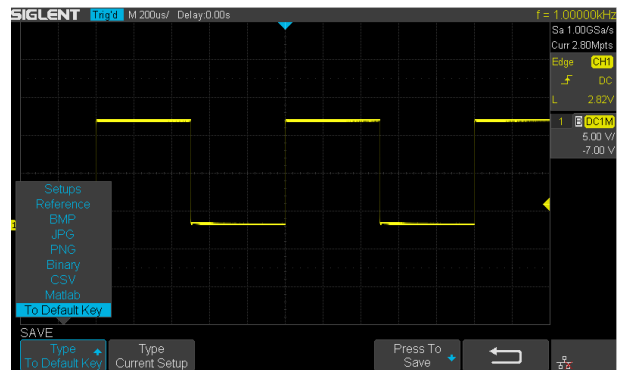 SIGLENT Trig'd M 200us/ Delay:0.00s f = 1.00000kHz
Sa 1.00GSa/s
Curr 2.80Mpts
Edge CH1
DC
L 2.82V
1 B DC1M
5.00 V/
-7.00 V
Setups
Reference
BMP
JPG
PNG
Binary
CSV
Matlab
To Default Key
SAVE
Type
To Default Key
Type
Current Setup
Press To
Save